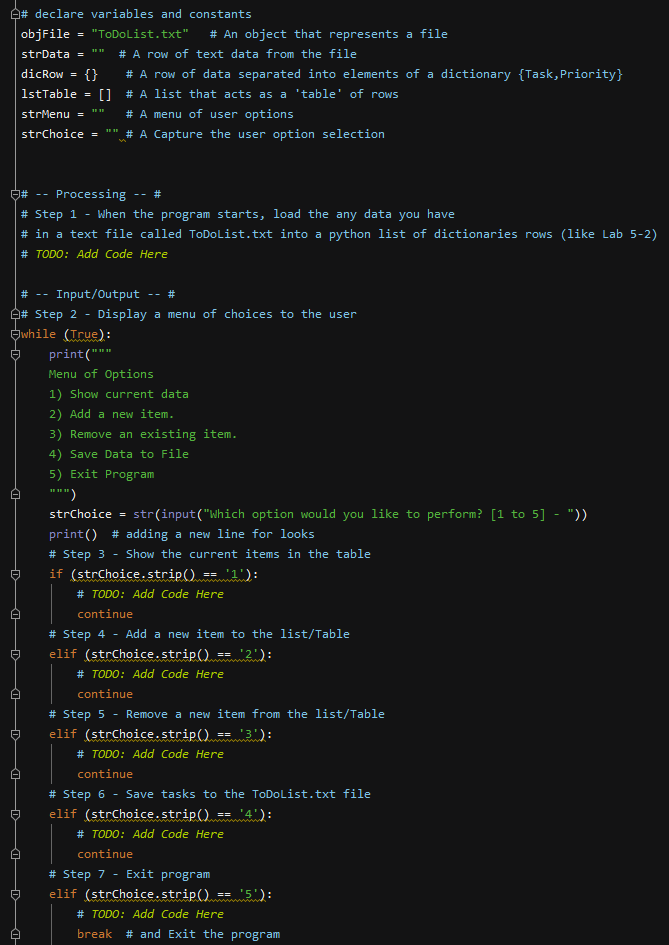 # declare variables and constants
objFile = "ToDoList.txt"   # An object that represents a file
strData = ""  # A row of text data from the file
dicRow = {}    # A row of data separated into elements of a dictionary {Task,Priority}
lstTable = []  # A list that acts as a 'table' of rows
strMenu = ""   # A menu of user options
strChoice = "" # A Capture the user option selection
# -- Processing -- #
# Step 1 - When the program starts, load the any data you have
# in a text file called ToDoList.txt into a python list of dictionaries rows (like Lab 5-2)
# TODO: Add Code Here
# -- Input/Output -- #
# Step 2 - Display a menu of choices to the user
while (True):
    print("""
    Menu of Options
    1) Show current data
    2) Add a new item.
    3) Remove an existing item.
    4) Save Data to File
    5) Exit Program
    """)
    strChoice = str(input("Which option would you like to perform? [1 to 5] - "))
    print()  # adding a new line for looks
    # Step 3 - Show the current items in the table
    if (strChoice.strip() == '1'):
        # TODO: Add Code Here
        continue
    # Step 4 - Add a new item to the list/Table
    elif (strChoice.strip() == '2'):
        # TODO: Add Code Here
        continue
    # Step 5 - Remove a new item from the list/Table
    elif (strChoice.strip() == '3'):
        # TODO: Add Code Here
        continue
    # Step 6 - Save tasks to the ToDoList.txt file
    elif (strChoice.strip() == '4'):
        # TODO: Add Code Here
        continue
    # Step 7 - Exit program
    elif (strChoice.strip() == '5'):
        # TODO: Add Code Here
        break  # and Exit the program